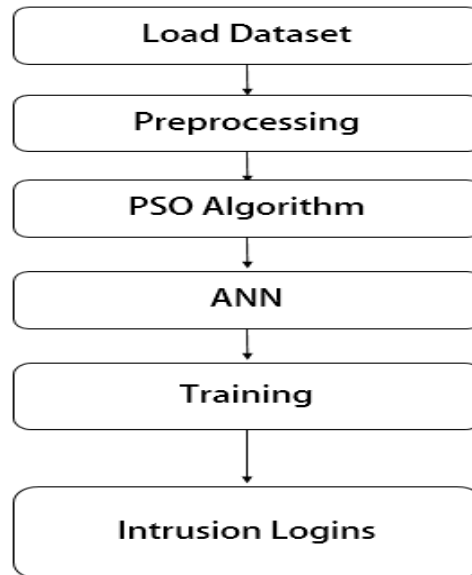 Load Dataset
Preprocessing
PSO Algorithm
ANN
Training
Intrusion Logins